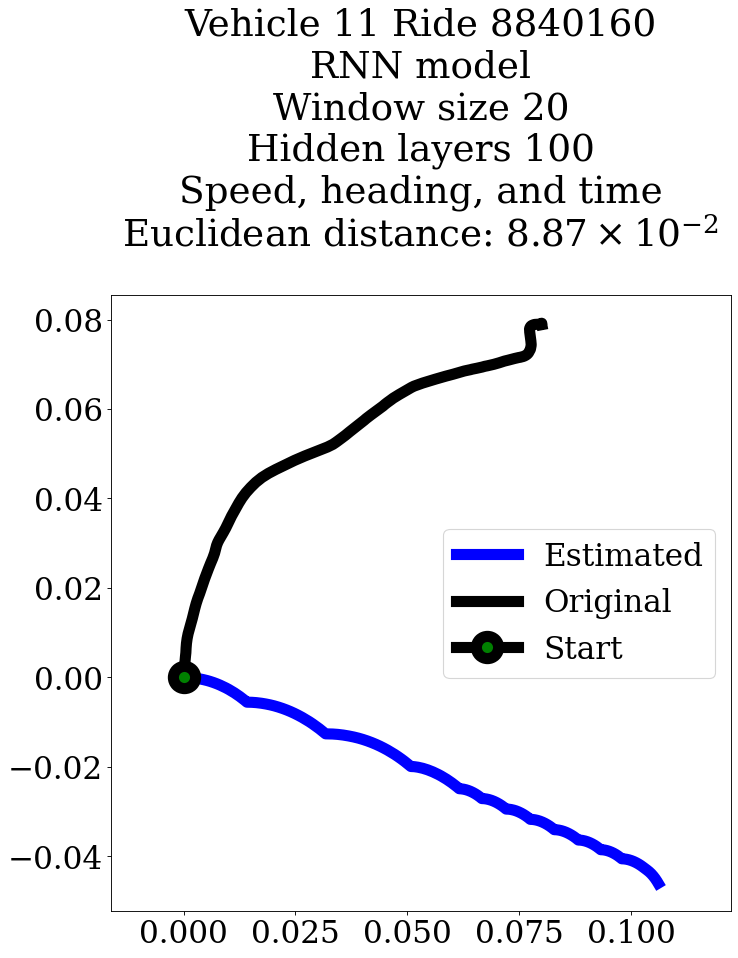 Vehicle 11 Ride 8840160
RNN model
Window size 20
Hidden layers 100
Speed, heading, and time
Euclidean distance: 8.87 × 10⁻²
0.08
0.06
0.04
0.02
0.00
−0.02
−0.04
Estimated
Original
Start
0.000 0.025 0.050 0.075 0.100